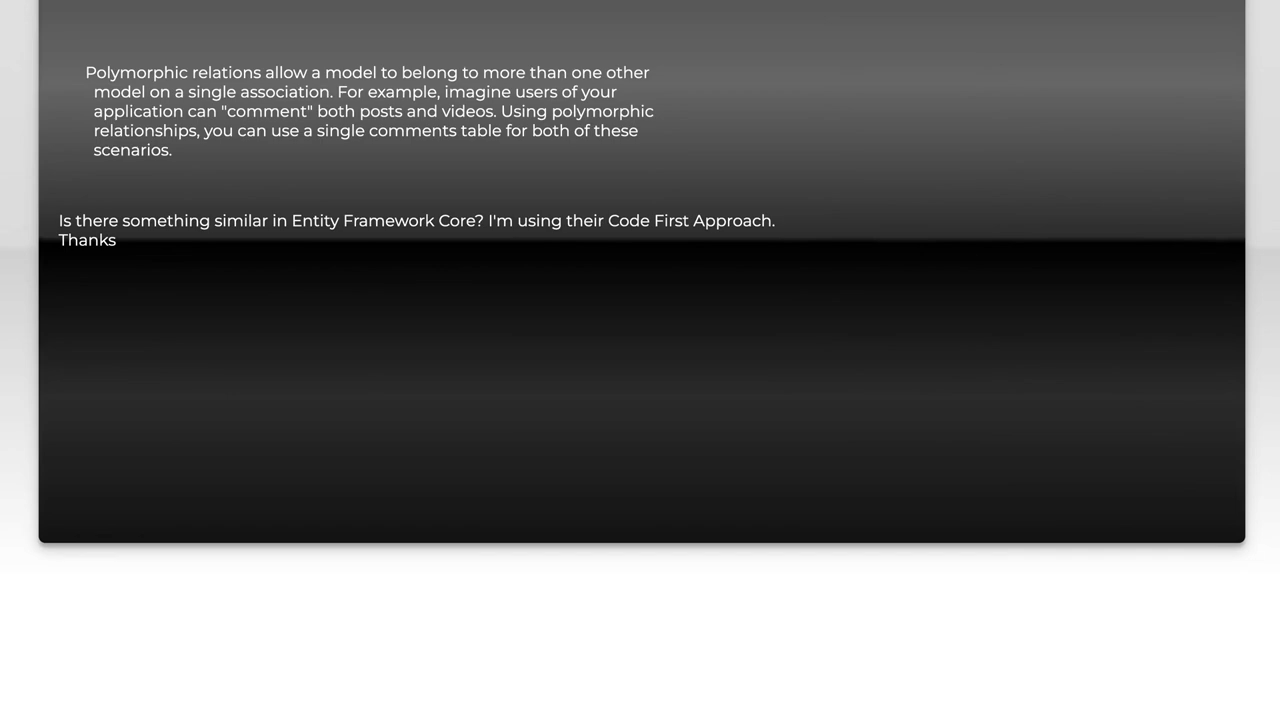 Polymorphic relations allow a model to belong to more than one other
model on a single association. For example, imagine users of your
application can "comment" both posts and videos. Using polymorphic
relationships, you can use a single comments table for both of these
scenarios.
Is there something similar in Entity Framework Core? I'm using their Code First Approach.
Thanks